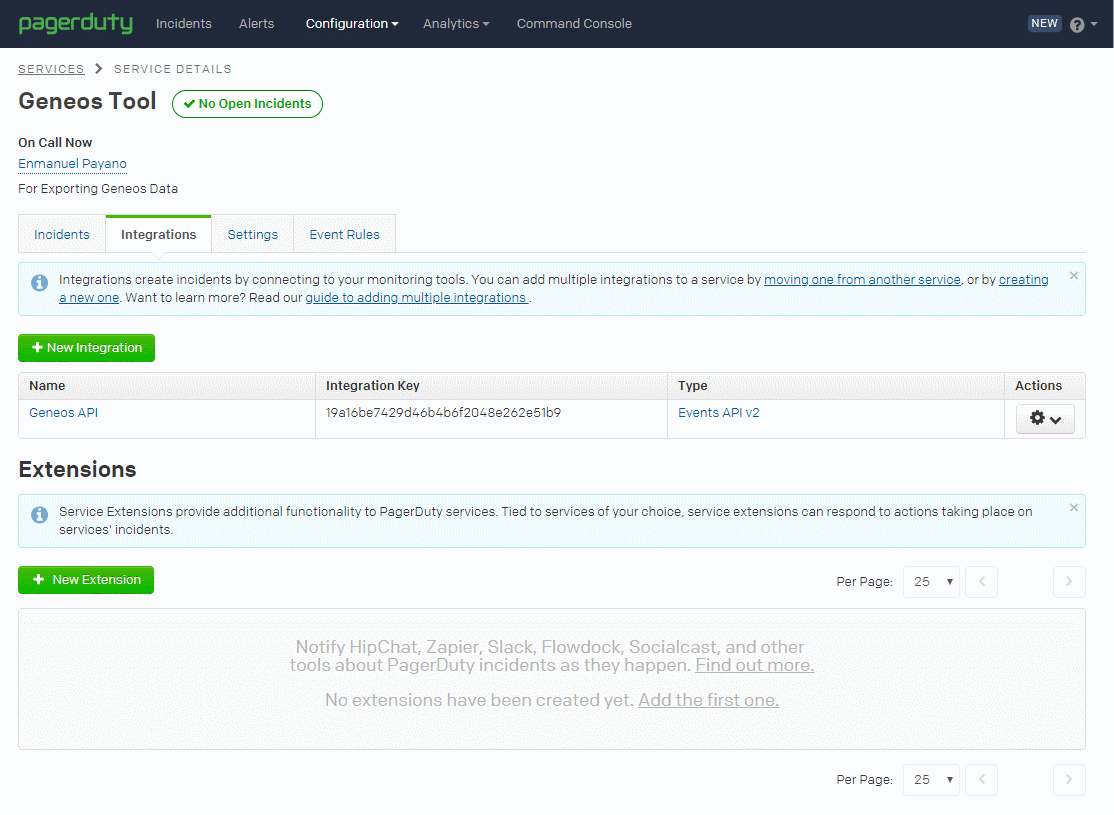 pagerduty Incidents Alerts Configuration Analytics Command Console NEW ?
SERVICES > SERVICE DETAILS
Geneos Tool No Open Incidents
On Call Now
Enmanuel Payano
For Exporting Geneos Data
Incidents Integrations Settings Event Rules
Integrations create incidents by connecting to your monitoring tools. You can add multiple integrations to a service by moving one from another service, or by creating
a new one. Want to learn more? Read our guide to adding multiple integrations .
+ New Integration
Name Integration Key Type Actions
Geneos API 19a16be7429d46b4b6f2048e262e51b9 Events API v2
Extensions
Service Extensions provide additional functionality to PagerDuty services. Tied to services of your choice, service extensions can respond to actions taking place on
services' incidents.
+ New Extension Per Page: 25
Notify HipChat, Zapier, Slack, Flowdock, Socialcast, and other
tools about PagerDuty incidents as they happen. Find out more.
No extensions have been created yet. Add the first one.
Per Page: 25